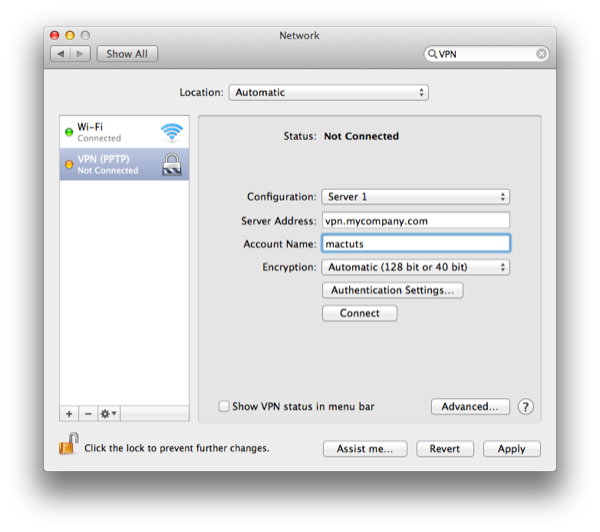 Network
Show All
VPN
Location: Automatic
Wi-Fi
Connected
VPN (PPTP)
Not Connected
Status: Not Connected
Configuration: Server 1
Server Address: vpn.mycompany.com
Account Name: mactuts
Encryption: Automatic (128 bit or 40 bit)
Authentication Settings...
Connect
Show VPN status in menu bar
Advanced...
?
Click the lock to prevent further changes.
Assist me...
Revert
Apply